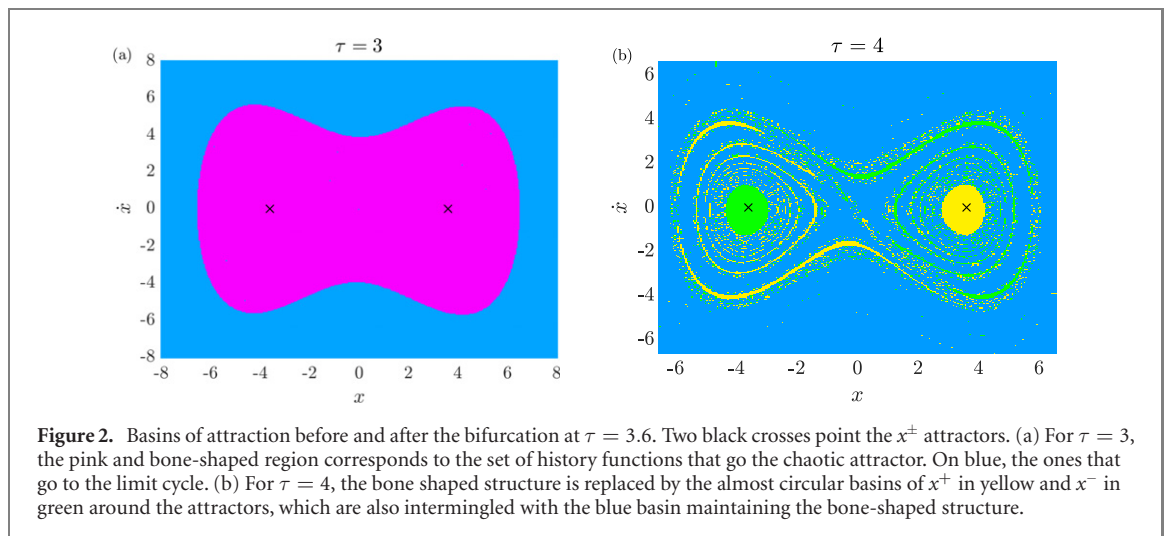 τ = 3
(a)
8
6
4
2
0
-2
-4
-6
-8
ẋ
-8 -6 -4 -2 0 2 4 6 8
x
τ = 4
(b)
6
4
2
0
-2
-4
-6
ẋ
-6 -4 -2 0 2 4 6
x
Figure 2. Basins of attraction before and after the bifurcation at τ = 3.6. Two black crosses point the x± attractors. (a) For τ = 3,
the pink and bone-shaped region corresponds to the set of history functions that go the chaotic attractor. On blue, the ones that
go to the limit cycle. (b) For τ = 4, the bone shaped structure is replaced by the almost circular basins of x⁺ in yellow and x⁻ in
green around the attractors, which are also intermingled with the blue basin maintaining the bone-shaped structure.